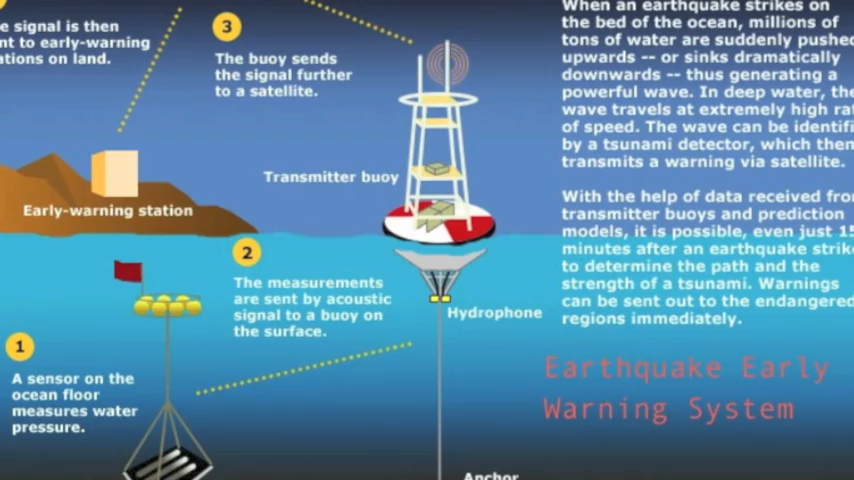 e signal is then
nt to early-warning
ations on land.
3
The buoy sends
the signal further
to a satellite.
Transmitter buoy
Early-warning station
2
The measurements
are sent by acoustic
signal to a buoy on
the surface.
Hydrophone
1
A sensor on the
ocean floor
measures water
pressure.
Anchor
When an earthquake strikes on
the bed of the ocean, millions of
tons of water are suddenly pushed
upwards -- or sinks dramatically
downwards -- thus generating a
powerful wave. In deep water, the
wave travels at extremely high rat
of speed. The wave can be identifi
by a tsunami detector, which then
transmits a warning via satellite.
With the help of data received from
transmitter buoys and prediction
models, it is possible, even just 15
minutes after an earthquake strike
to determine the path and the
strength of a tsunami. Warnings
can be sent out to the endangered
regions immediately.
Earthquake Early
Warning System